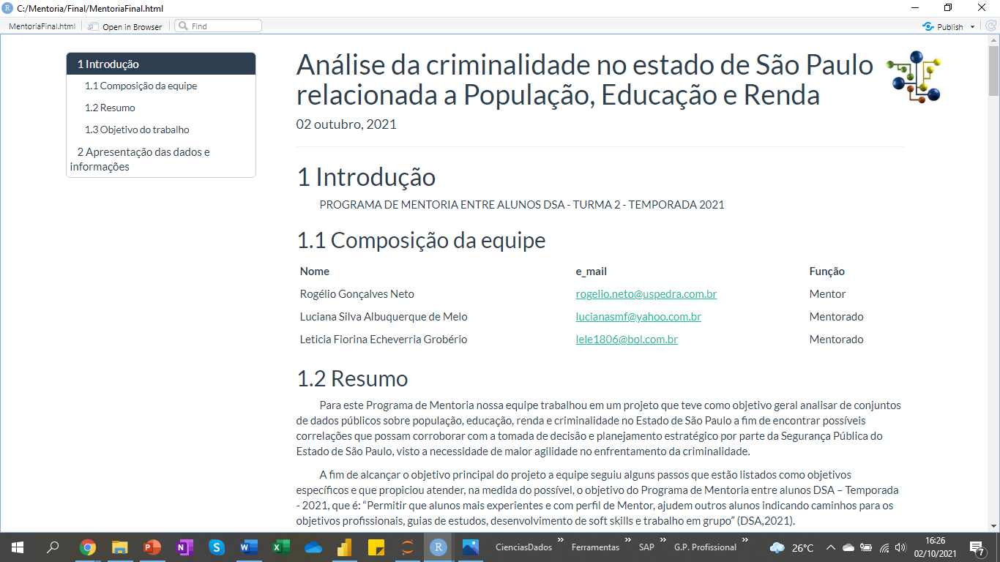 C:/Mentoria/Final/MentoriaFinal.html
MentoriaFinal.html
Open in Browser
Find
Publish
1 Introdução
1.1 Composição da equipe
1.2 Resumo
1.3 Objetivo do trabalho
2 Apresentação das dados e
informações
Análise da criminalidade no estado de São Paulo
relacionada a População, Educação e Renda
02 outubro, 2021
1 Introdução
PROGRAMA DE MENTORIA ENTRE ALUNOS DSA - TURMA 2 - TEMPORADA 2021
1.1 Composição da equipe
Nome e_mail Função
Rogélio Gonçalves Neto rogelio.neto@uspedra.com.br Mentor
Luciana Silva Albuquerque de Melo lucianasmf@yahoo.com.br Mentorado
Leticia Fiorina Echeverria Grobério lele1806@bol.com.br Mentorado
1.2 Resumo
Para este Programa de Mentoria nossa equipe trabalhou em um projeto que teve como objetivo geral analisar de conjuntos
de dados públicos sobre população, educação, renda e criminalidade no Estado de São Paulo a fim de encontrar possíveis
correlações que possam corroborar com a tomada de decisão e planejamento estratégico por parte da Segurança Pública do
Estado de São Paulo, visto a necessidade de maior agilidade no enfrentamento da criminalidade.
A fim de alcançar o objetivo principal do projeto a equipe seguiu alguns passos que estão listados como objetivos
específicos e que propiciou atender, na medida do possível, o objetivo do Programa de Mentoria entre alunos DSA – Temporada
- 2021, que é: “Permitir que alunos mais experientes e com perfil de Mentor, ajudem outros alunos indicando caminhos para os
objetivos profissionais, guias de estudos, desenvolvimento de soft skills e trabalho em grupo” (DSA,2021).
CienciasDados » Ferramentas » SAP » G.P. Profissional » 26°C 16:26
02/10/2021 7